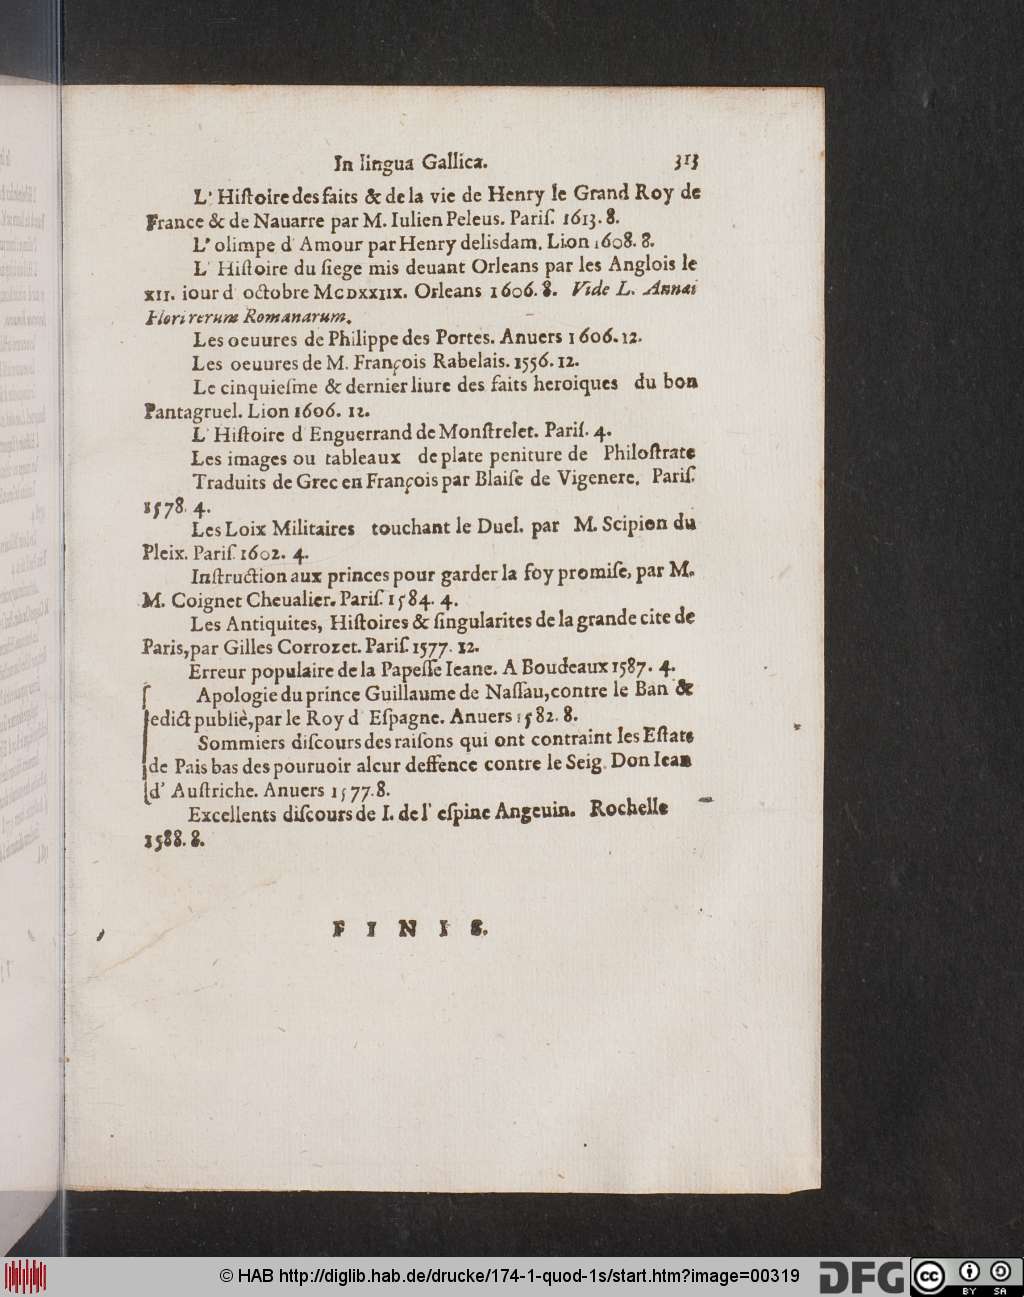 In lingua Gallica. 313
L' Hiſtoire des faits & de la vie de Henry le Grand Roy de
France & de Nauarre par M. Iulien Peleus. Pariſ. 1613. 8.
L' olimpe d Amour par Henry delisdam. Lion 1608. 8.
L' Hiſtoire du ſiege mis deuant Orleans par les Anglois le
XII. iour d octobre MCDXXIIX. Orleans 1606. 8. Vide L. Annæi
Flori rerum Romanarum.
Les oeuures de Philippe des Portes. Anuers 1606. 12.
Les oeuures de M. François Rabelais. 1556. 12.
Le cinquieſme & dernier liure des faits heroiques du bon
Pantagruel. Lion 1606. 12.
L' Hiſtoire d Enguerrand de Monſtrelet. Pariſ. 4.
Les images ou tableaux de plate peniture de Philoſtrate
Traduits de Grec en François par Blaiſe de Vigenere. Pariſ.
1578. 4.
Les Loix Militaires touchant le Duel. par M. Scipion du
Pleix. Pariſ. 1602. 4.
Inſtruction aux princes pour garder la foy promiſe, par M.
M. Coignet Cheualier. Pariſ. 1584. 4.
Les Antiquites, Hiſtoires & ſingularites de la grande cite de
Paris, par Gilles Corrozet. Pariſ. 1577. 12.
Erreur populaire de la Papeſſe Ieane. A Boudeaux 1587. 4.
Apologie du prince Guillaume de Naſſau, contre le Ban &
edict publiè, par le Roy d Eſpagne. Anuers 1582. 8.
Sommiers diſcours des raiſons qui ont contraint les Eſtats
de Pais bas des pouruoir alcur deffence contre le Seig. Don Iean
d' Auſtriche. Anuers 1577. 8.
Excellents diſcours de I. de l' eſpine Angeuin. Rochelle
1588. 8.
F I N I S.
© HAB http://diglib.hab.de/drucke/174-1-quod-1s/start.htm?image=00319
DFG
cc BY SA